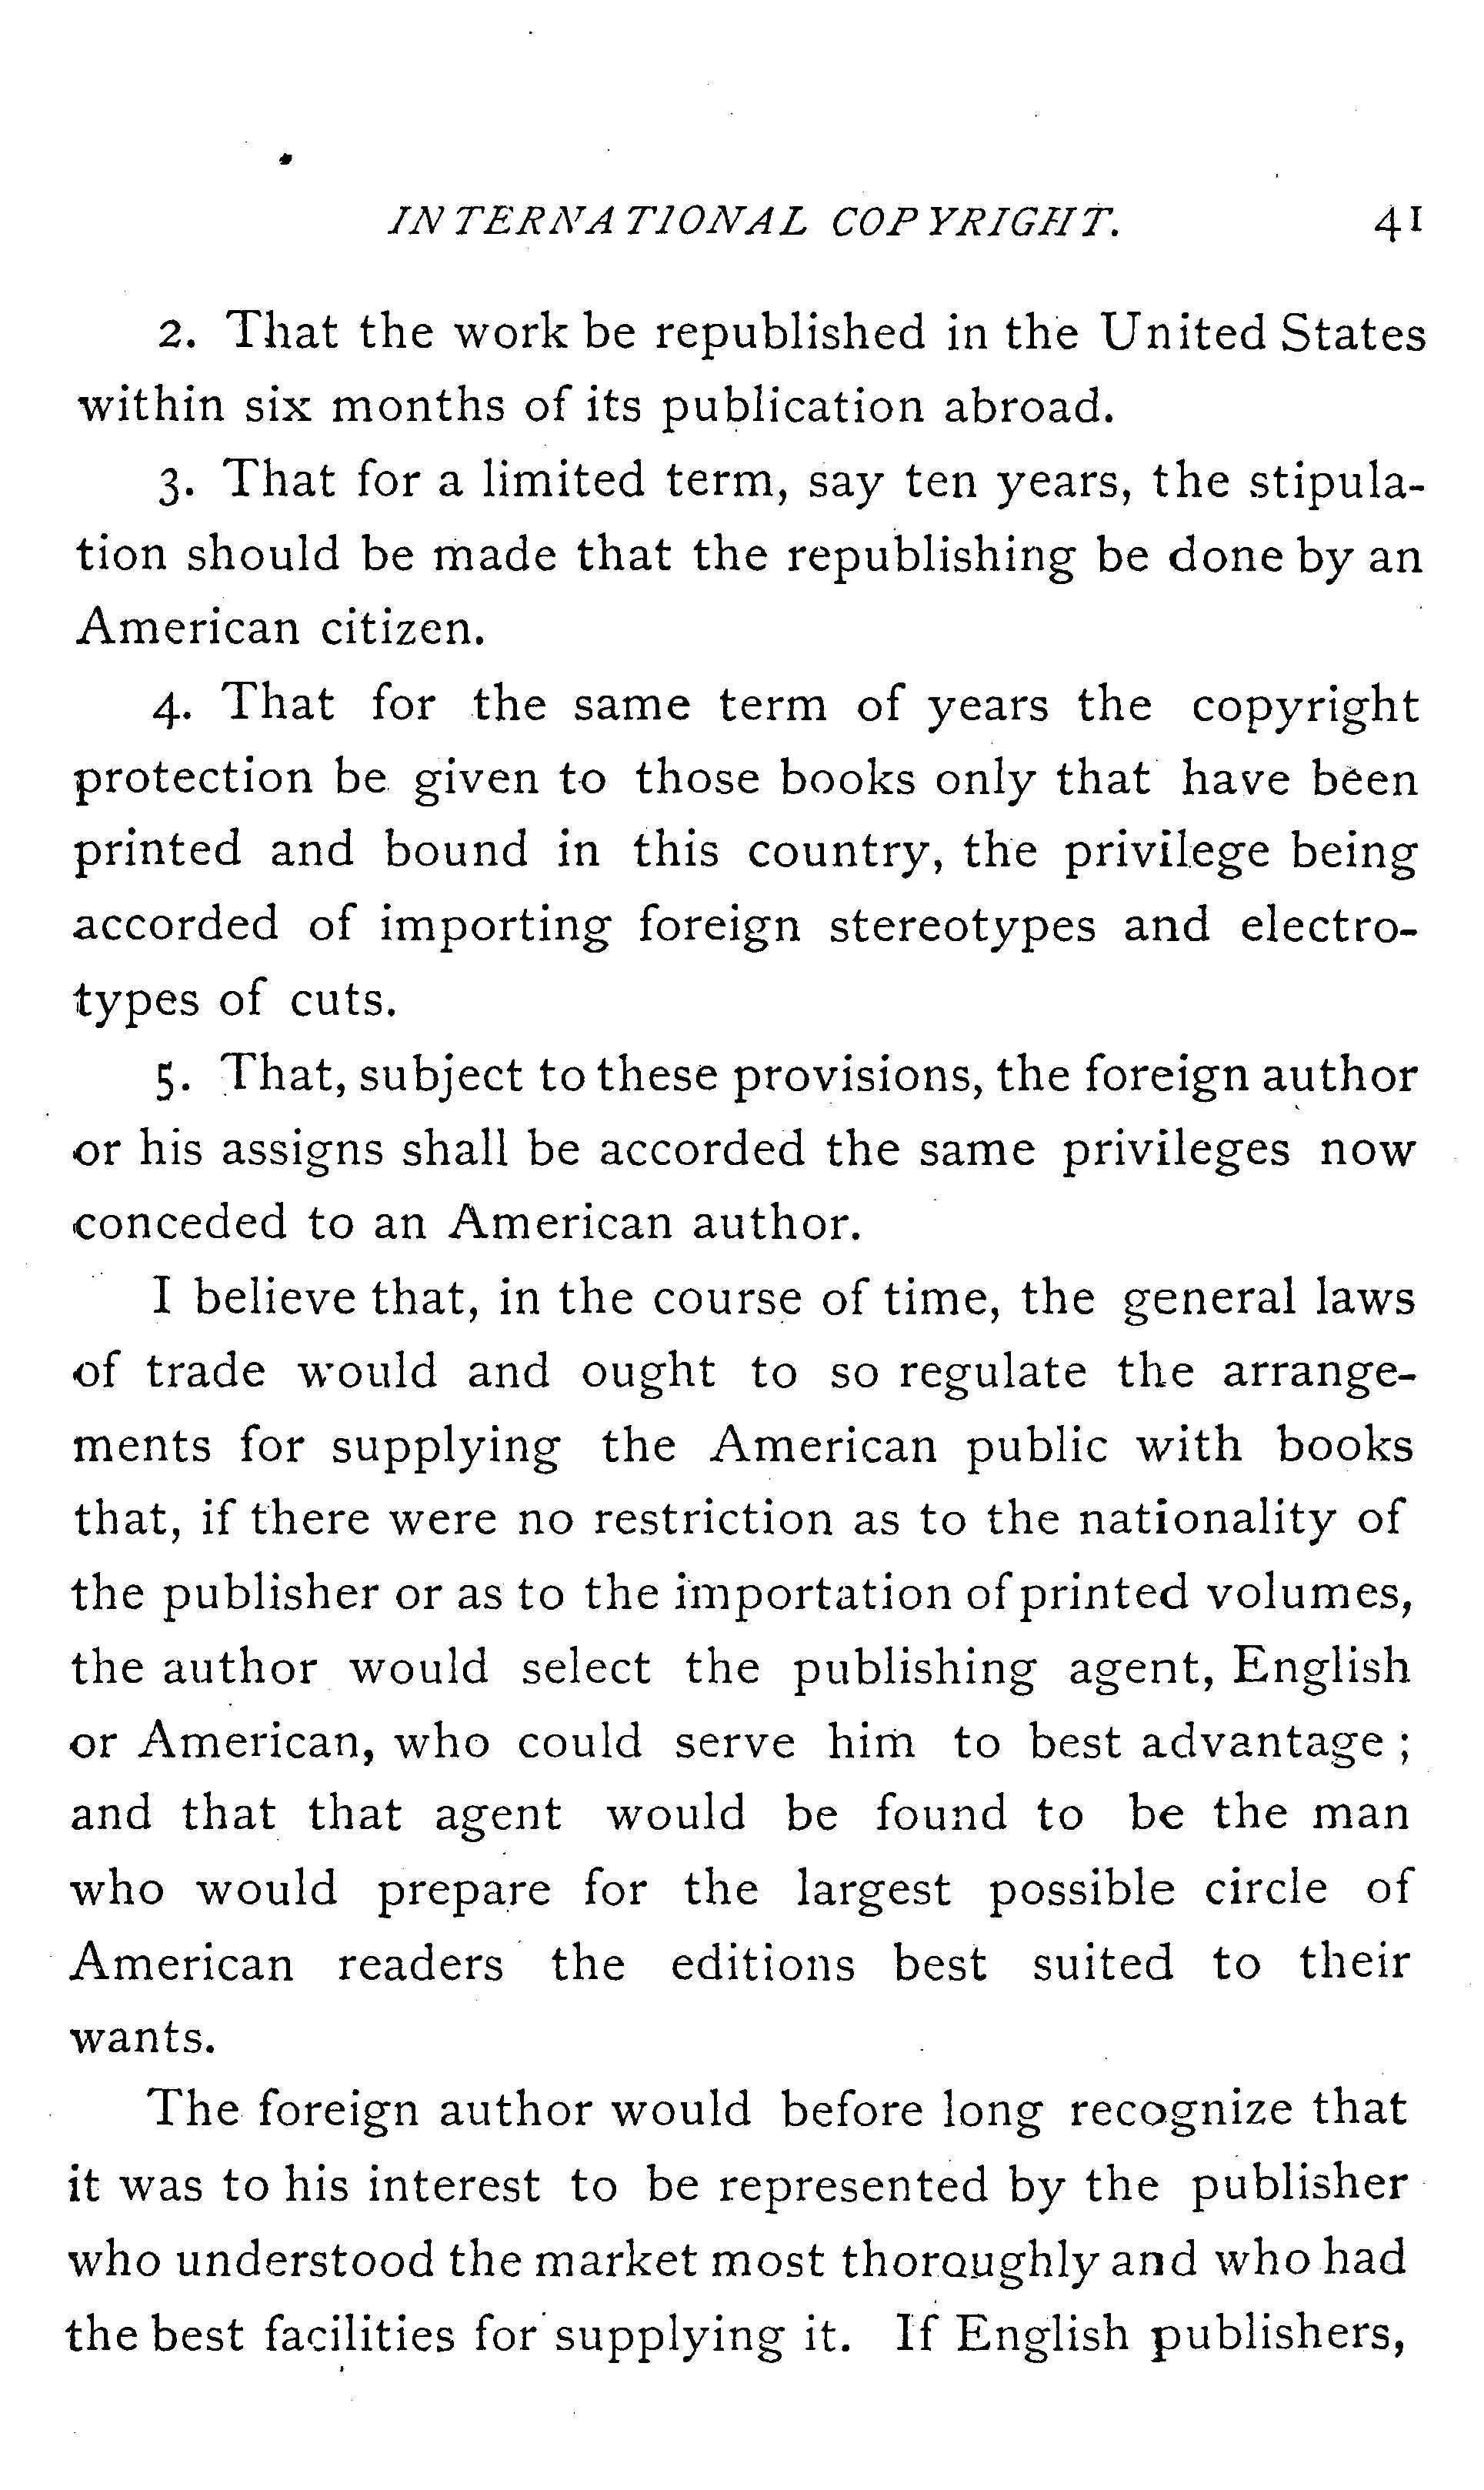 INTERNATIONAL COPYRIGHT. 41
2. That the work be republished in the United States
within six months of its publication abroad.
3. That for a limited term, say ten years, the stipula-
tion should be made that the republishing be done by an
American citizen.
4. That for the same term of years the copyright
protection be given to those books only that have been
printed and bound in this country, the privilege being
accorded of importing foreign stereotypes and electro-
types of cuts.
5. That, subject to these provisions, the foreign author
or his assigns shall be accorded the same privileges now
conceded to an American author.
I believe that, in the course of time, the general laws
of trade would and ought to so regulate the arrange-
ments for supplying the American public with books
that, if there were no restriction as to the nationality of
the publisher or as to the importation of printed volumes,
the author would select the publishing agent, English
or American, who could serve him to best advantage ;
and that that agent would be found to be the man
who would prepare for the largest possible circle of
American readers the editions best suited to their
wants.
The foreign author would before long recognize that
it was to his interest to be represented by the publisher
who understood the market most thoroughly and who had
the best facilities for supplying it. If English publishers,